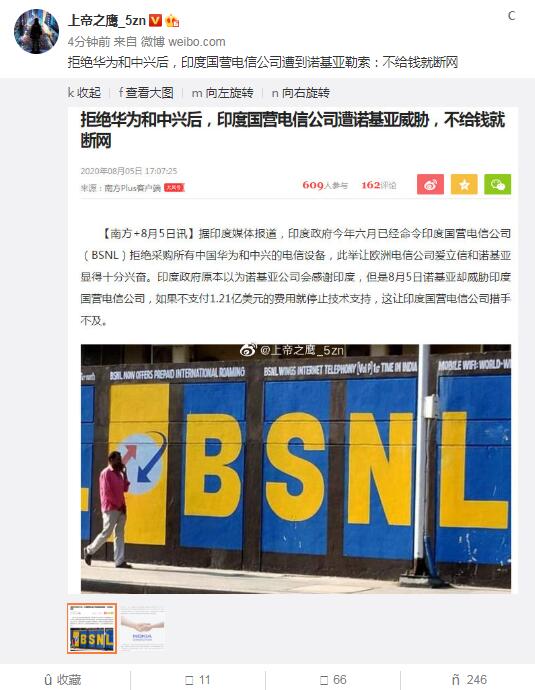 上帝之鹰_5zn
C
4分钟前 来自 微博 weibo.com
拒绝华为和中兴后，印度国营电信公司遭到诺基亚勒索：不给钱就断网
k 收起 ƒ 查看大图 m 向左旋转 n 向右旋转
拒绝华为和中兴后，印度国营电信公司遭诺基亚威胁，不给钱就
断网
2020年08月05日 17:07:25
来源：南方Plus客户端 大风号
609人参与 162评论
【南方+8月5日讯】据印度媒体报道，印度政府今年六月已经命令印度国营电信公司
（BSNL）拒绝采购所有中国华为和中兴的电信设备，此举让欧洲电信公司爱立信和诺基亚
显得十分兴奋。印度政府原本以为诺基亚公司会感谢印度，但是8月5日诺基亚却威胁印度
国营电信公司，如果不支付1.21亿美元的费用就停止技术支持，这让印度国营电信公司措手
不及。
@上帝之鹰_5zn
BSNL NOW OFFERS PREPAID INTERNATIONAL ROAMING
BSNL WINGS INTERNET TELEPHONY (VoIP) for TIME IN INDIA
MOBILE WIFI: WORLD-W
BSNL
BSNL
NOKIA
û 收藏
11
66
ñ 246